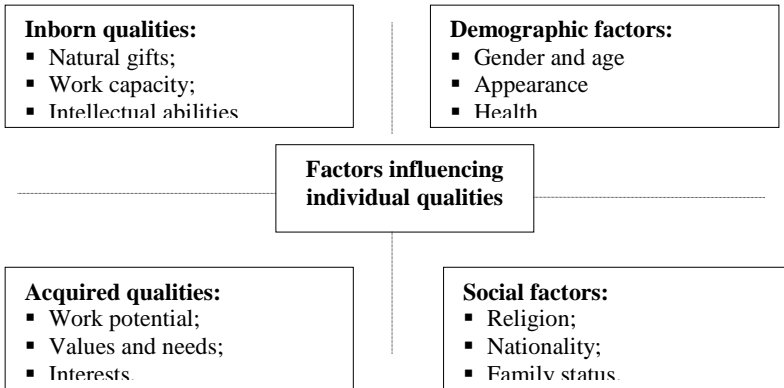 Inborn qualities:
▪ Natural gifts;
▪ Work capacity;
▪ Intellectual abilities
Demographic factors:
▪ Gender and age
▪ Appearance
▪ Health
Factors influencing
individual qualities
Acquired qualities:
▪ Work potential;
▪ Values and needs;
▪ Interests.
Social factors:
▪ Religion;
▪ Nationality;
▪ Family status.